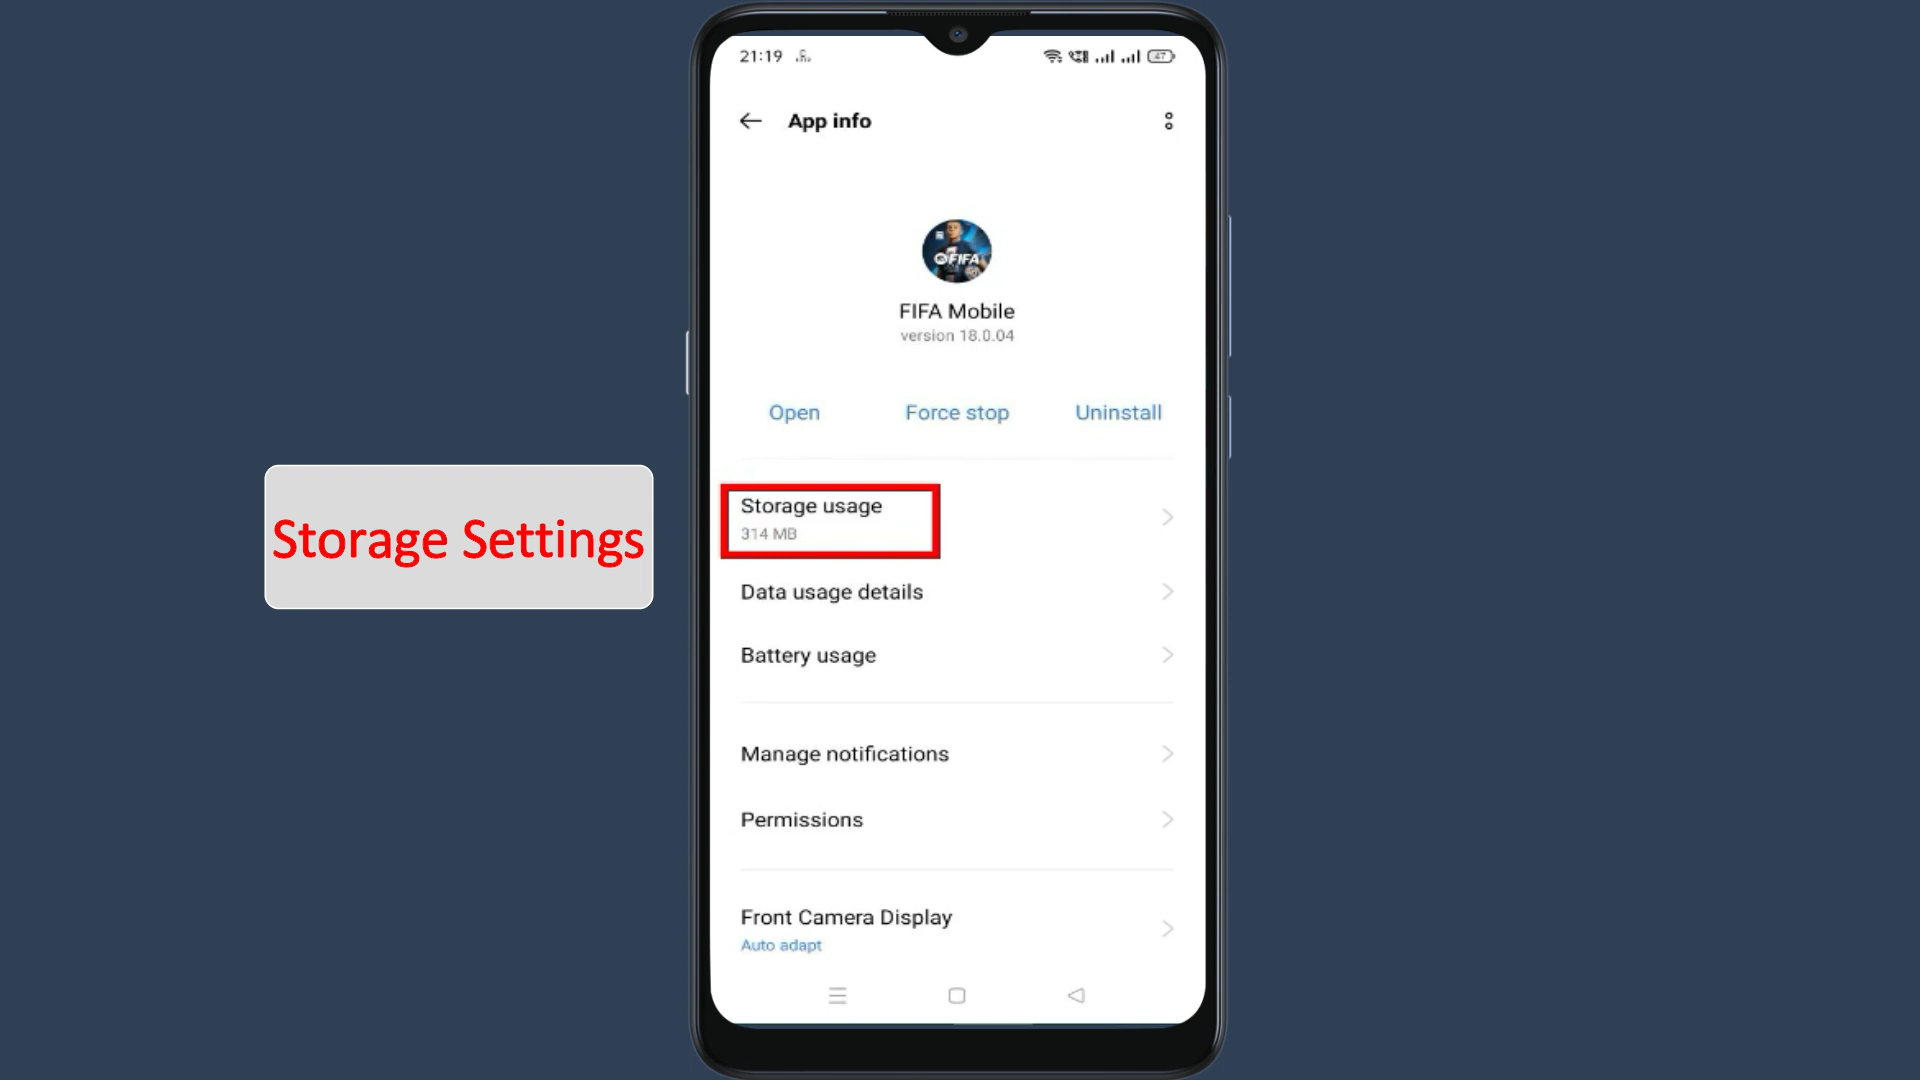 21:19
47
App info
FIFA
FIFA Mobile
version 18.0.04
Open Force stop Uninstall
Storage usage
314 MB
Storage Settings
Data usage details
Battery usage
Manage notifications
Permissions
Front Camera Display
Auto adapt